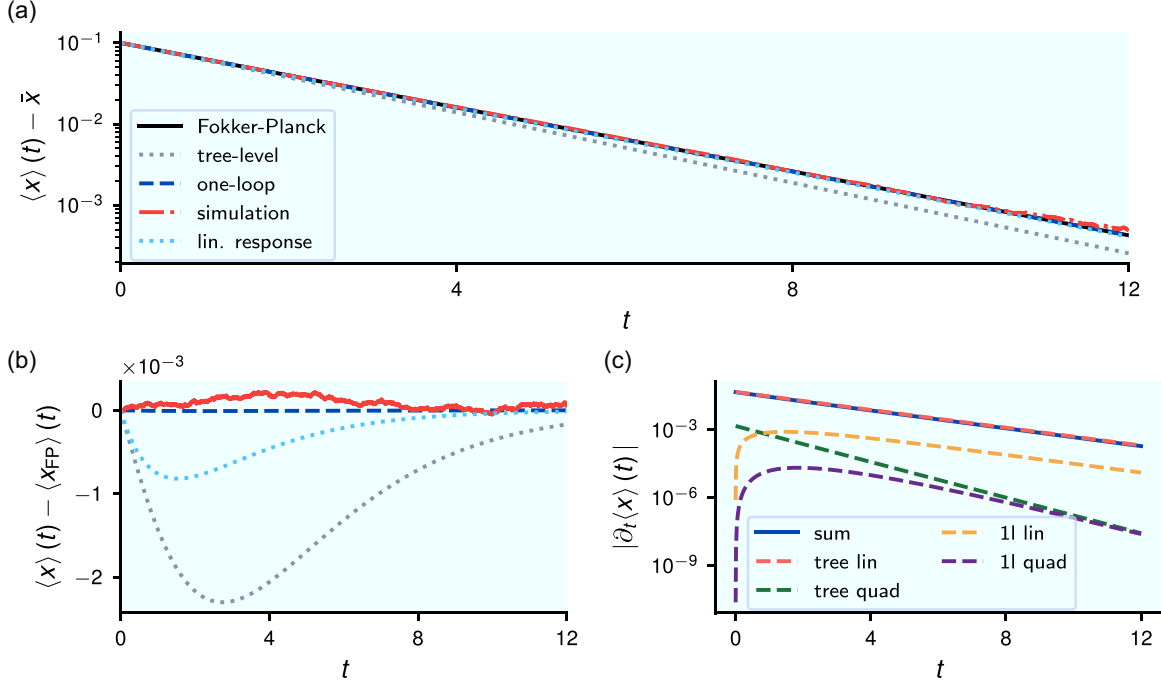 (a)
10⁻¹
10⁻²
10⁻³
⟨x⟩ (t) − x̄
Fokker-Planck
tree-level
one-loop
simulation
lin. response
0 4 8 12
t
(b)
×10⁻³
0
−1
−2
⟨x⟩ (t) − ⟨x_FP⟩ (t)
0 4 8 12
t
(c)
10⁻³
10⁻⁶
10⁻⁹
|∂ₜ⟨x⟩ (t)|
sum
tree lin
tree quad
1l lin
1l quad
0 4 8 12
t